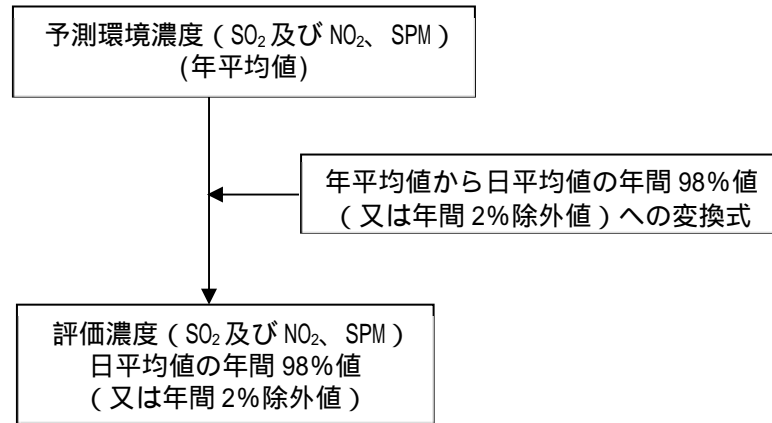 予測環境濃度（SO₂及びNO₂、SPM）
(年平均値)
年平均値から日平均値の年間98%値
（又は年間2%除外値）への変換式
評価濃度（SO₂及びNO₂、SPM）
日平均値の年間98%値
（又は年間2%除外値）